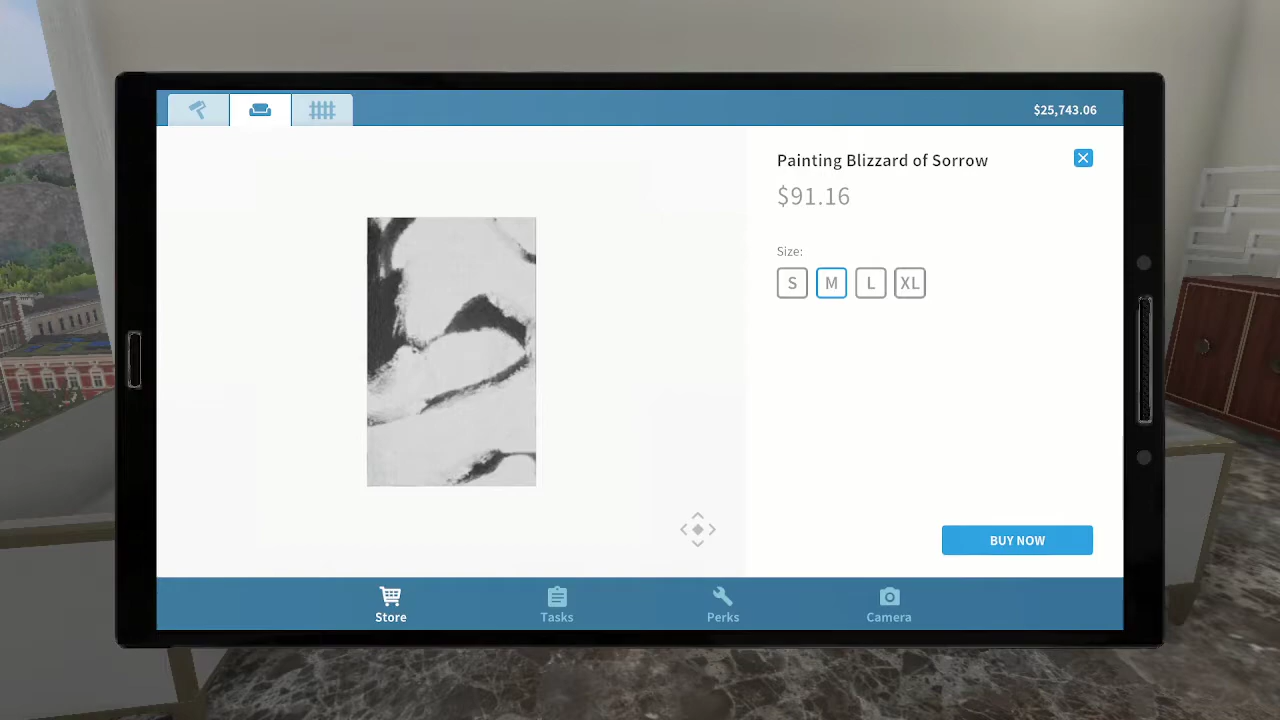 $25,743.06
Painting Blizzard of Sorrow
$91.16
Size:
S M L XL
BUY NOW
Store Tasks Perks Camera